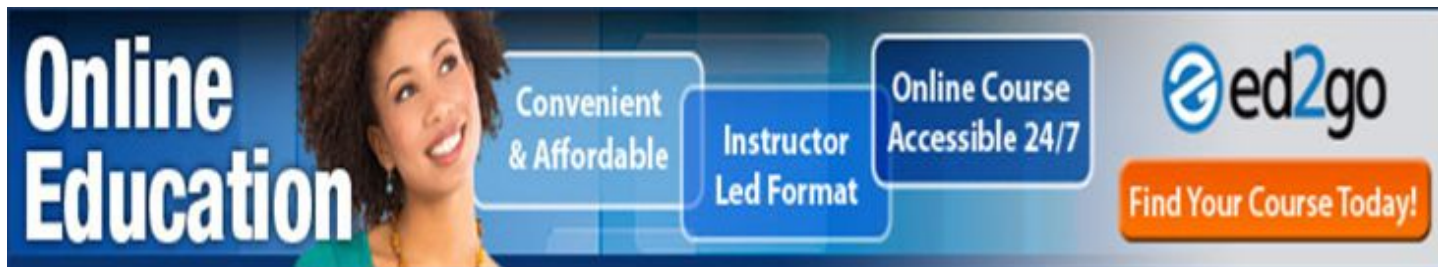 Online
Education
Convenient
& Affordable
Instructor
Led Format
Online Course
Accessible 24/7
ed2go
Find Your Course Today!